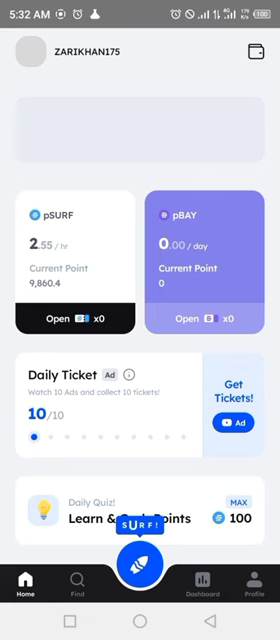 5:32 AM
ZARIKHAN175
pSURF
2.55 / hr
Current Point
9,860.4
Open x0
pBAY
0.00 / day
Current Point
0
Open x0
Daily Ticket Ad
Watch 10 Ads and collect 10 tickets!
10/10
Get
Tickets!
Ad
Daily Quiz!
Learn &
Points
MAX
100
SURF!
Home
Find
Dashboard
Profile